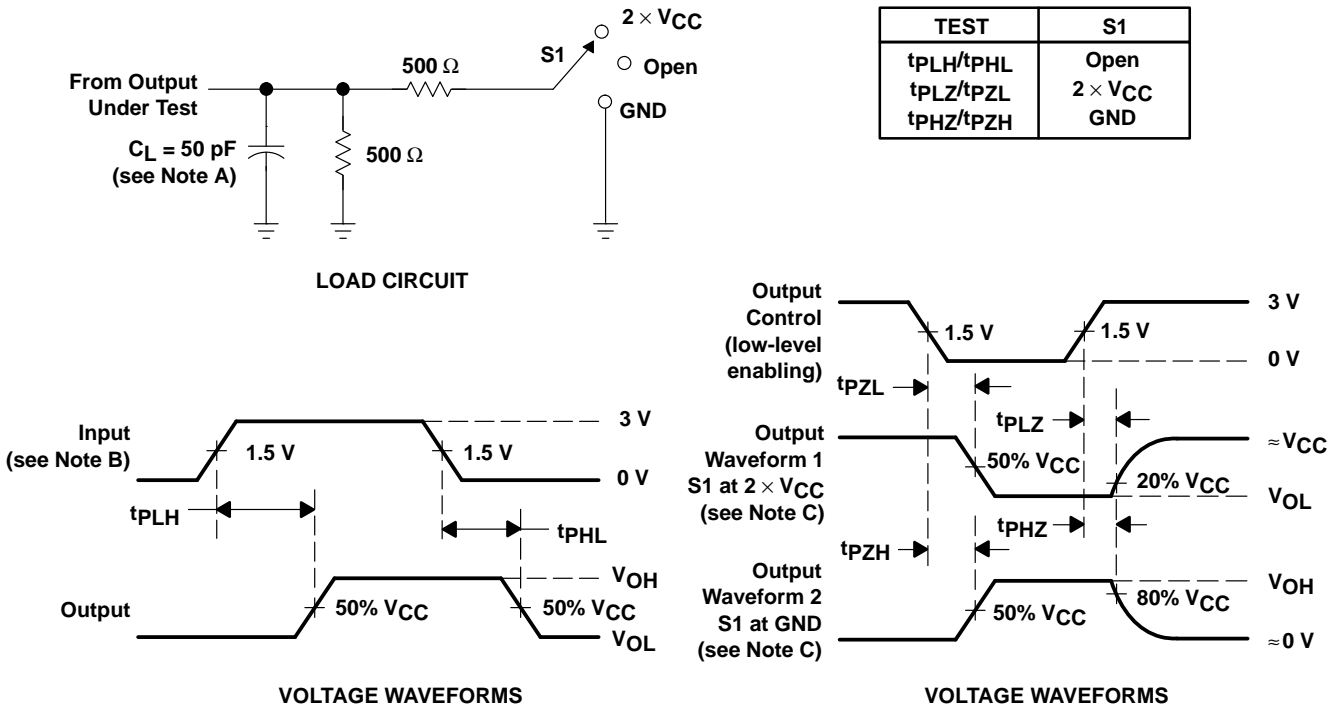 2 × VCC
S1
500 Ω
Open
From Output
Under Test
GND
CL = 50 pF
(see Note A)
500 Ω
LOAD CIRCUIT
TEST S1
tPLH/tPHL Open
tPLZ/tPZL 2 × VCC
tPHZ/tPZH GND
Input
(see Note B)
1.5 V
1.5 V
3 V
0 V
tPLH
tPHL
Output
50% VCC
50% VCC
VOH
VOL
VOLTAGE WAVEFORMS
Output
Control
(low-level
enabling)
1.5 V
1.5 V
3 V
0 V
tPZL
tPLZ
Output
Waveform 1
S1 at 2 × VCC
(see Note C)
50% VCC
20% VCC
≈VCC
VOL
tPZH
tPHZ
Output
Waveform 2
S1 at GND
(see Note C)
50% VCC
80% VCC
VOH
≈0 V
VOLTAGE WAVEFORMS